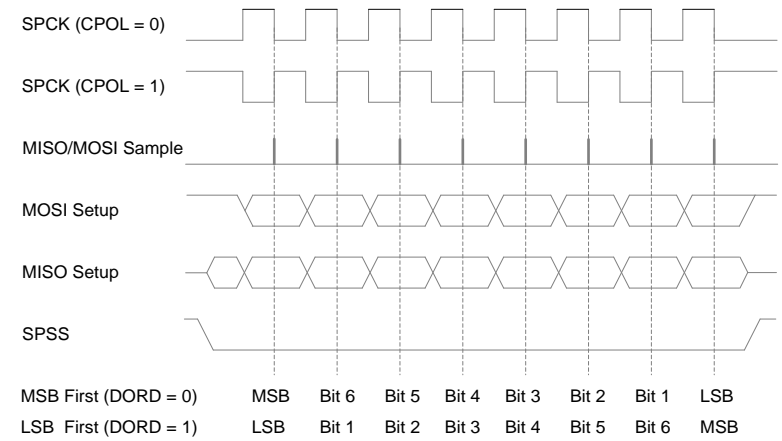 SPCK (CPOL = 0)
SPCK (CPOL = 1)
MISO/MOSI Sample
MOSI Setup
MISO Setup
SPSS
MSB First (DORD = 0) MSB Bit 6 Bit 5 Bit 4 Bit 3 Bit 2 Bit 1 LSB
LSB First (DORD = 1) LSB Bit 1 Bit 2 Bit 3 Bit 4 Bit 5 Bit 6 MSB